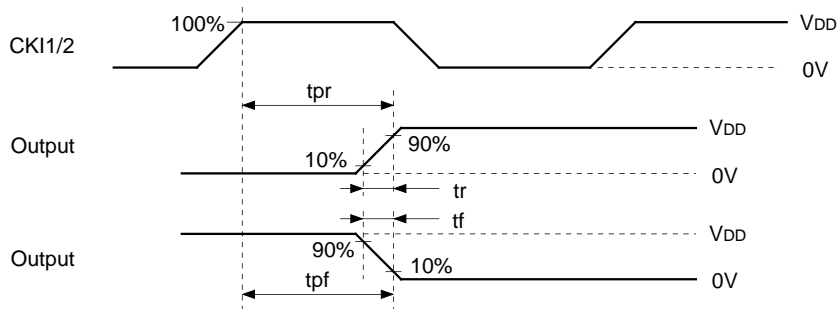 100%
VDD
CKI1/2
0V
tpr
VDD
Output
90%
10%
0V
tr
tf
VDD
Output
90%
10%
tpf
0V